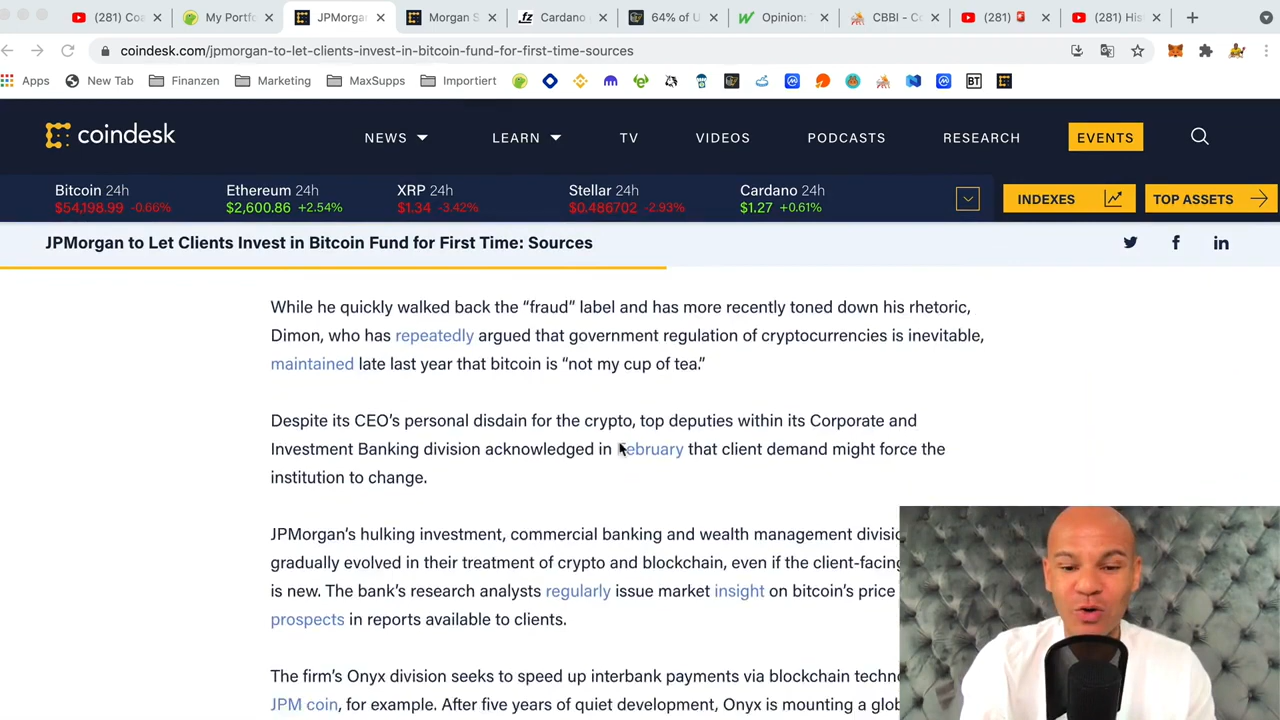 (281) Coa
My Portfo
JPMorgan
Morgan S
Cardano
64% of U
Opinion:
CBBI - Co
(281)
(281) His
coindesk.com/jpmorgan-to-let-clients-invest-in-bitcoin-fund-for-first-time-sources
Apps
New Tab
Finanzen
Marketing
MaxSupps
Importiert
BT
coindesk
NEWS
LEARN
TV
VIDEOS
PODCASTS
RESEARCH
EVENTS
Bitcoin 24h
$54,198.99 -0.66%
Ethereum 24h
$2,600.86 +2.54%
XRP 24h
$1.34 -3.42%
Stellar 24h
$0.486702 -2.93%
Cardano 24h
$1.27 +0.61%
INDEXES
TOP ASSETS
JPMorgan to Let Clients Invest in Bitcoin Fund for First Time: Sources
While he quickly walked back the “fraud” label and has more recently toned down his rhetoric,
Dimon, who has repeatedly argued that government regulation of cryptocurrencies is inevitable,
maintained late last year that bitcoin is “not my cup of tea.”
Despite its CEO’s personal disdain for the crypto, top deputies within its Corporate and
Investment Banking division acknowledged in February that client demand might force the
institution to change.
JPMorgan’s hulking investment, commercial banking and wealth management divisi
gradually evolved in their treatment of crypto and blockchain, even if the client-facing
is new. The bank’s research analysts regularly issue market insight on bitcoin’s price
prospects in reports available to clients.
The firm’s Onyx division seeks to speed up interbank payments via blockchain techno
JPM coin, for example. After five years of quiet development, Onyx is mounting a glob